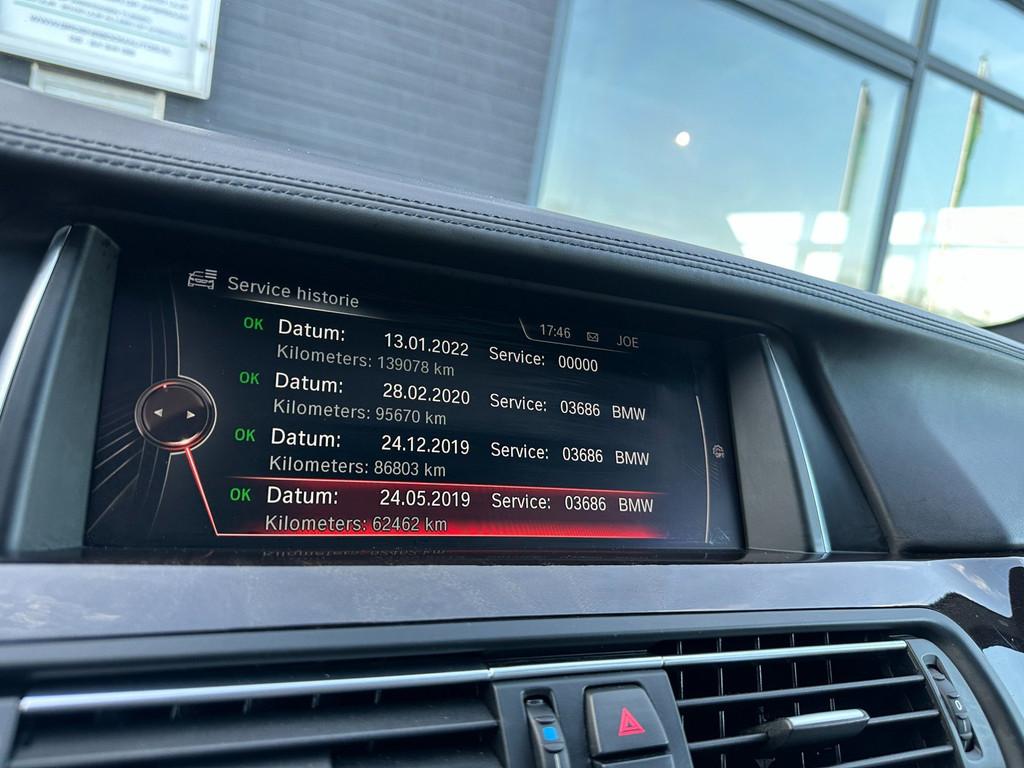 Service historie
17:46 JOE
OK Datum: 13.01.2022 Service: 00000
Kilometers: 139078 km
OK Datum: 28.02.2020 Service: 03686 BMW
Kilometers: 95670 km
OK Datum: 24.12.2019 Service: 03686 BMW
Kilometers: 86803 km
OK Datum: 24.05.2019 Service: 03686 BMW
Kilometers: 62462 km
0